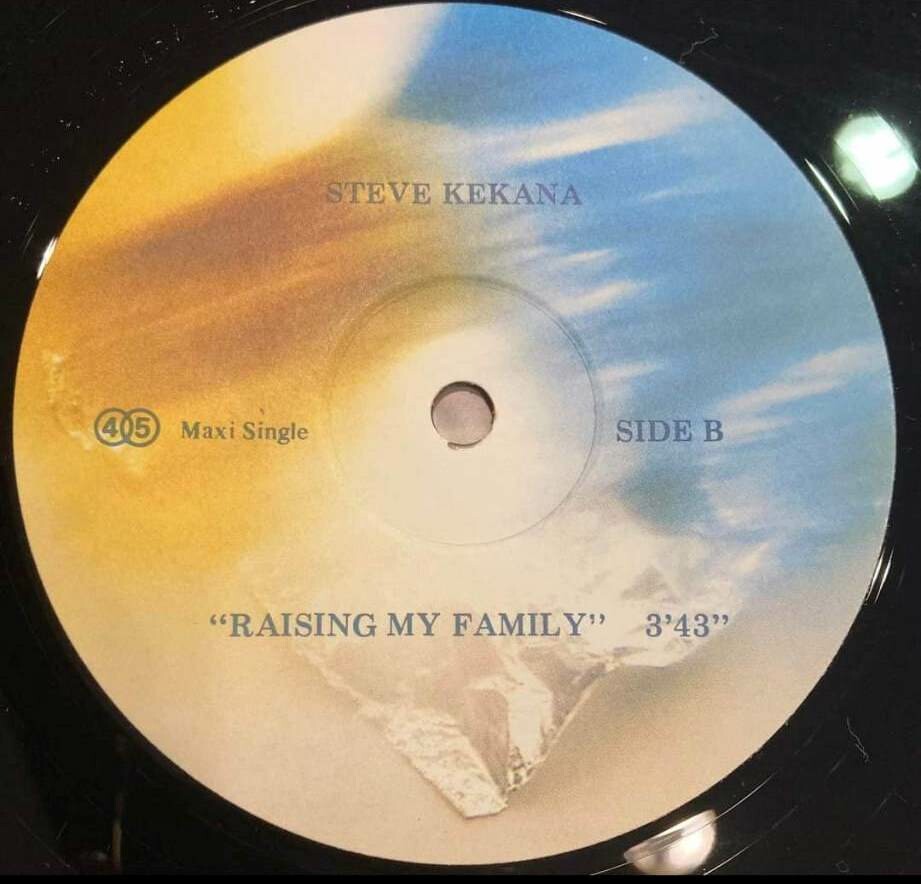 STEVE KEKANA
45 Maxi Single SIDE B
“RAISING MY FAMILY” 3’43”